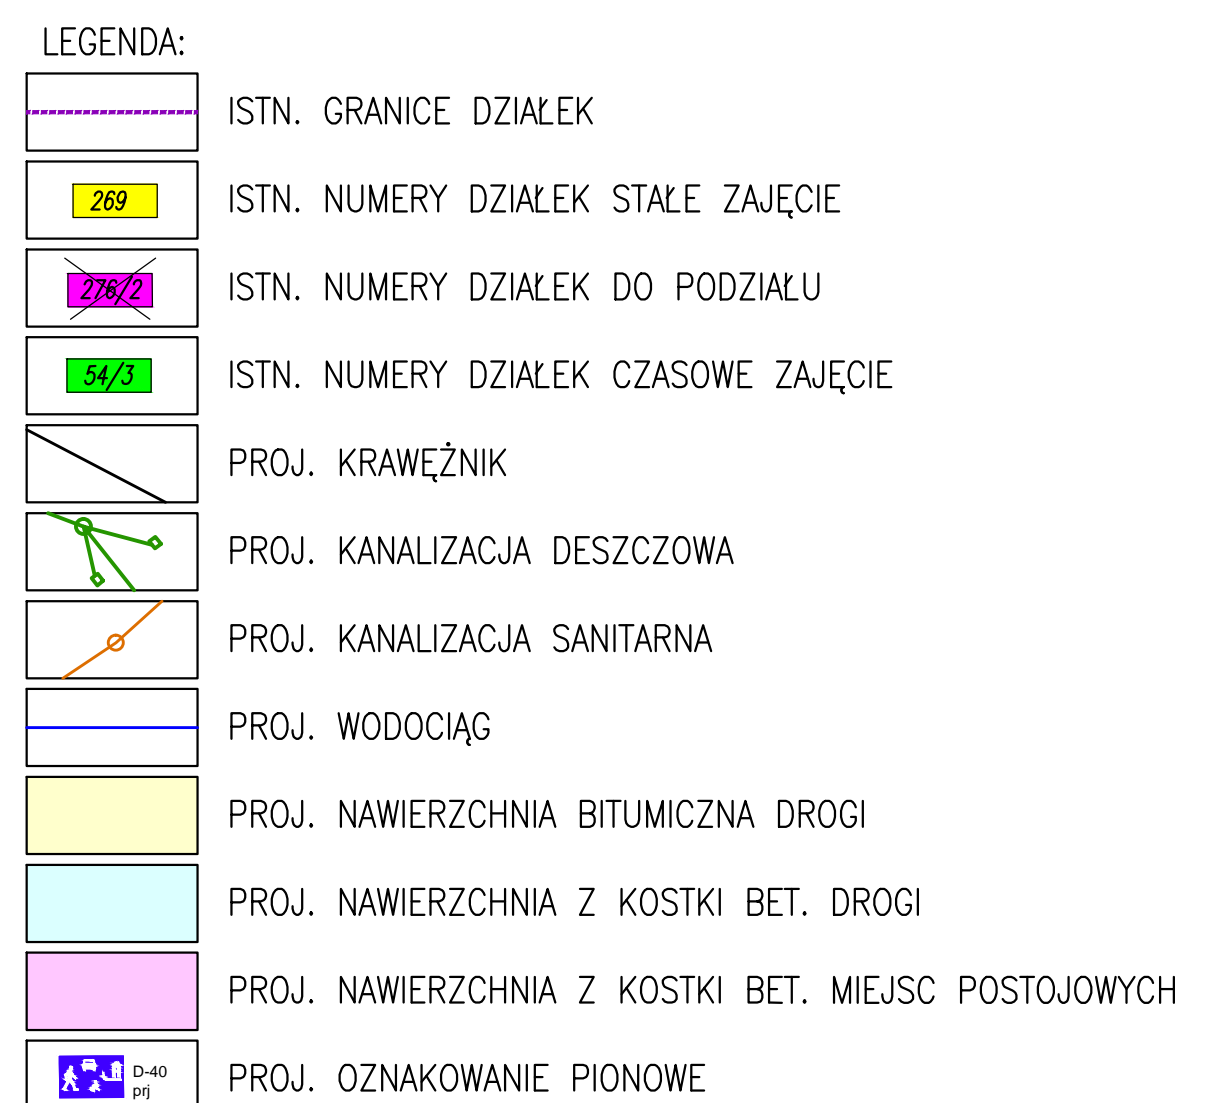 LEGENDA:
ISTN. GRANICE DZIAŁEK
269 ISTN. NUMERY DZIAŁEK STAŁE ZAJĘCIE
276/2 ISTN. NUMERY DZIAŁEK DO PODZIAŁU
54/3 ISTN. NUMERY DZIAŁEK CZASOWE ZAJĘCIE
PROJ. KRAWĘŻNIK
PROJ. KANALIZACJA DESZCZOWA
PROJ. KANALIZACJA SANITARNA
PROJ. WODOCIĄG
PROJ. NAWIERZCHNIA BITUMICZNA DROGI
PROJ. NAWIERZCHNIA Z KOSTKI BET. DROGI
PROJ. NAWIERZCHNIA Z KOSTKI BET. MIEJSC POSTOJOWYCH
D-40
prj
PROJ. OZNAKOWANIE PIONOWE